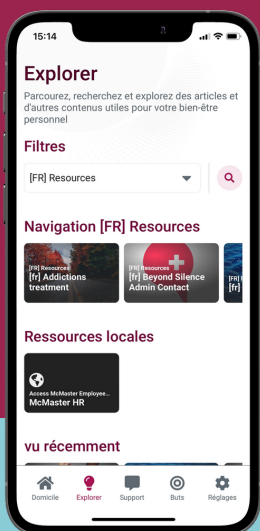 15:14
Explorer
Parcourez, recherchez et explorez des articles et
d'autres contenus utiles pour votre bien-être
personnel
Filtres
[FR] Resources
Navigation [FR] Resources
[FR] Resources
[fr] Addictions
treatment
[FR] Resources
[fr] Beyond Silence
Admin Contact
[FR]
[fr]
Ressources locales
Access McMaster Employee...
McMaster HR
vu récemment
Domicile
Explorer
Support
Buts
Réglages